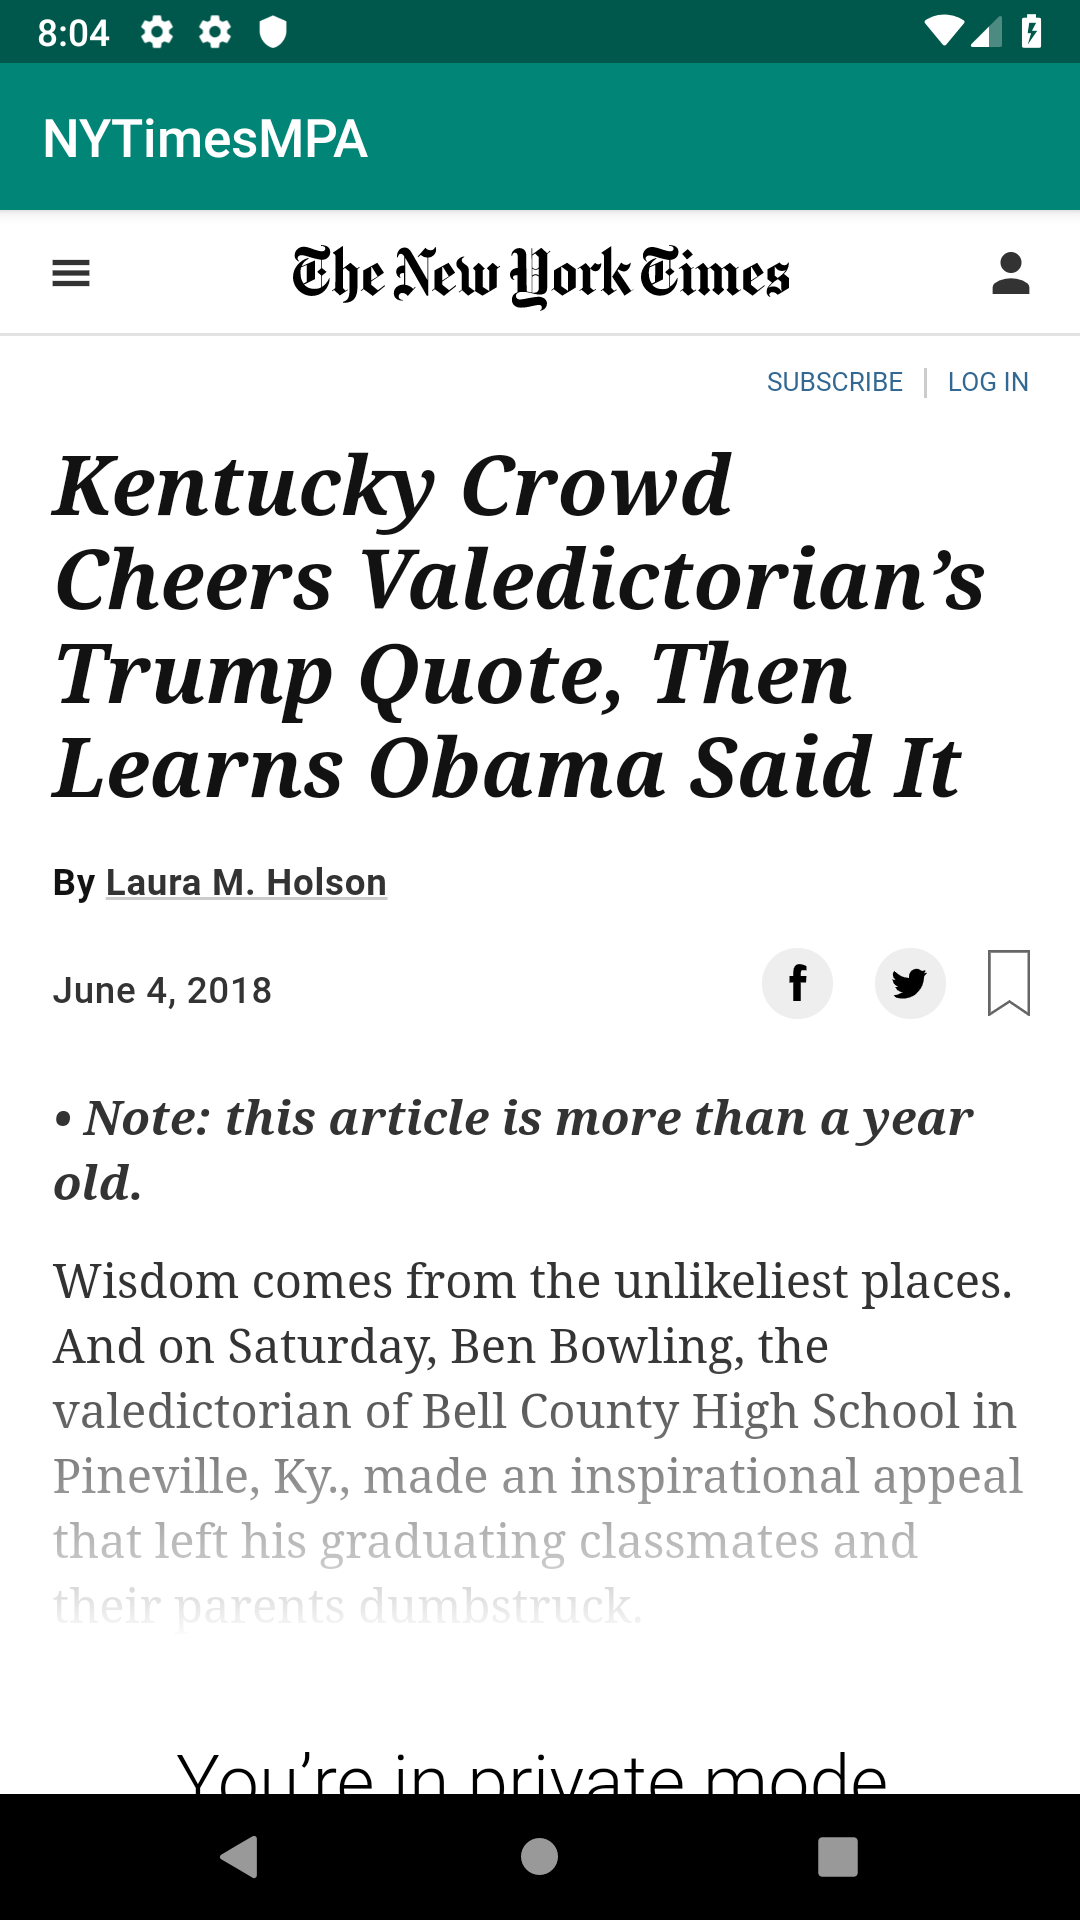 8:04
NYTimesMPA
The New York Times
SUBSCRIBE | LOG IN
Kentucky Crowd
Cheers Valedictorian’s
Trump Quote, Then
Learns Obama Said It
By Laura M. Holson
June 4, 2018
• Note: this article is more than a year
old.
Wisdom comes from the unlikeliest places.
And on Saturday, Ben Bowling, the
valedictorian of Bell County High School in
Pineville, Ky., made an inspirational appeal
that left his graduating classmates and
their parents dumbstruck.
You’re in private mode